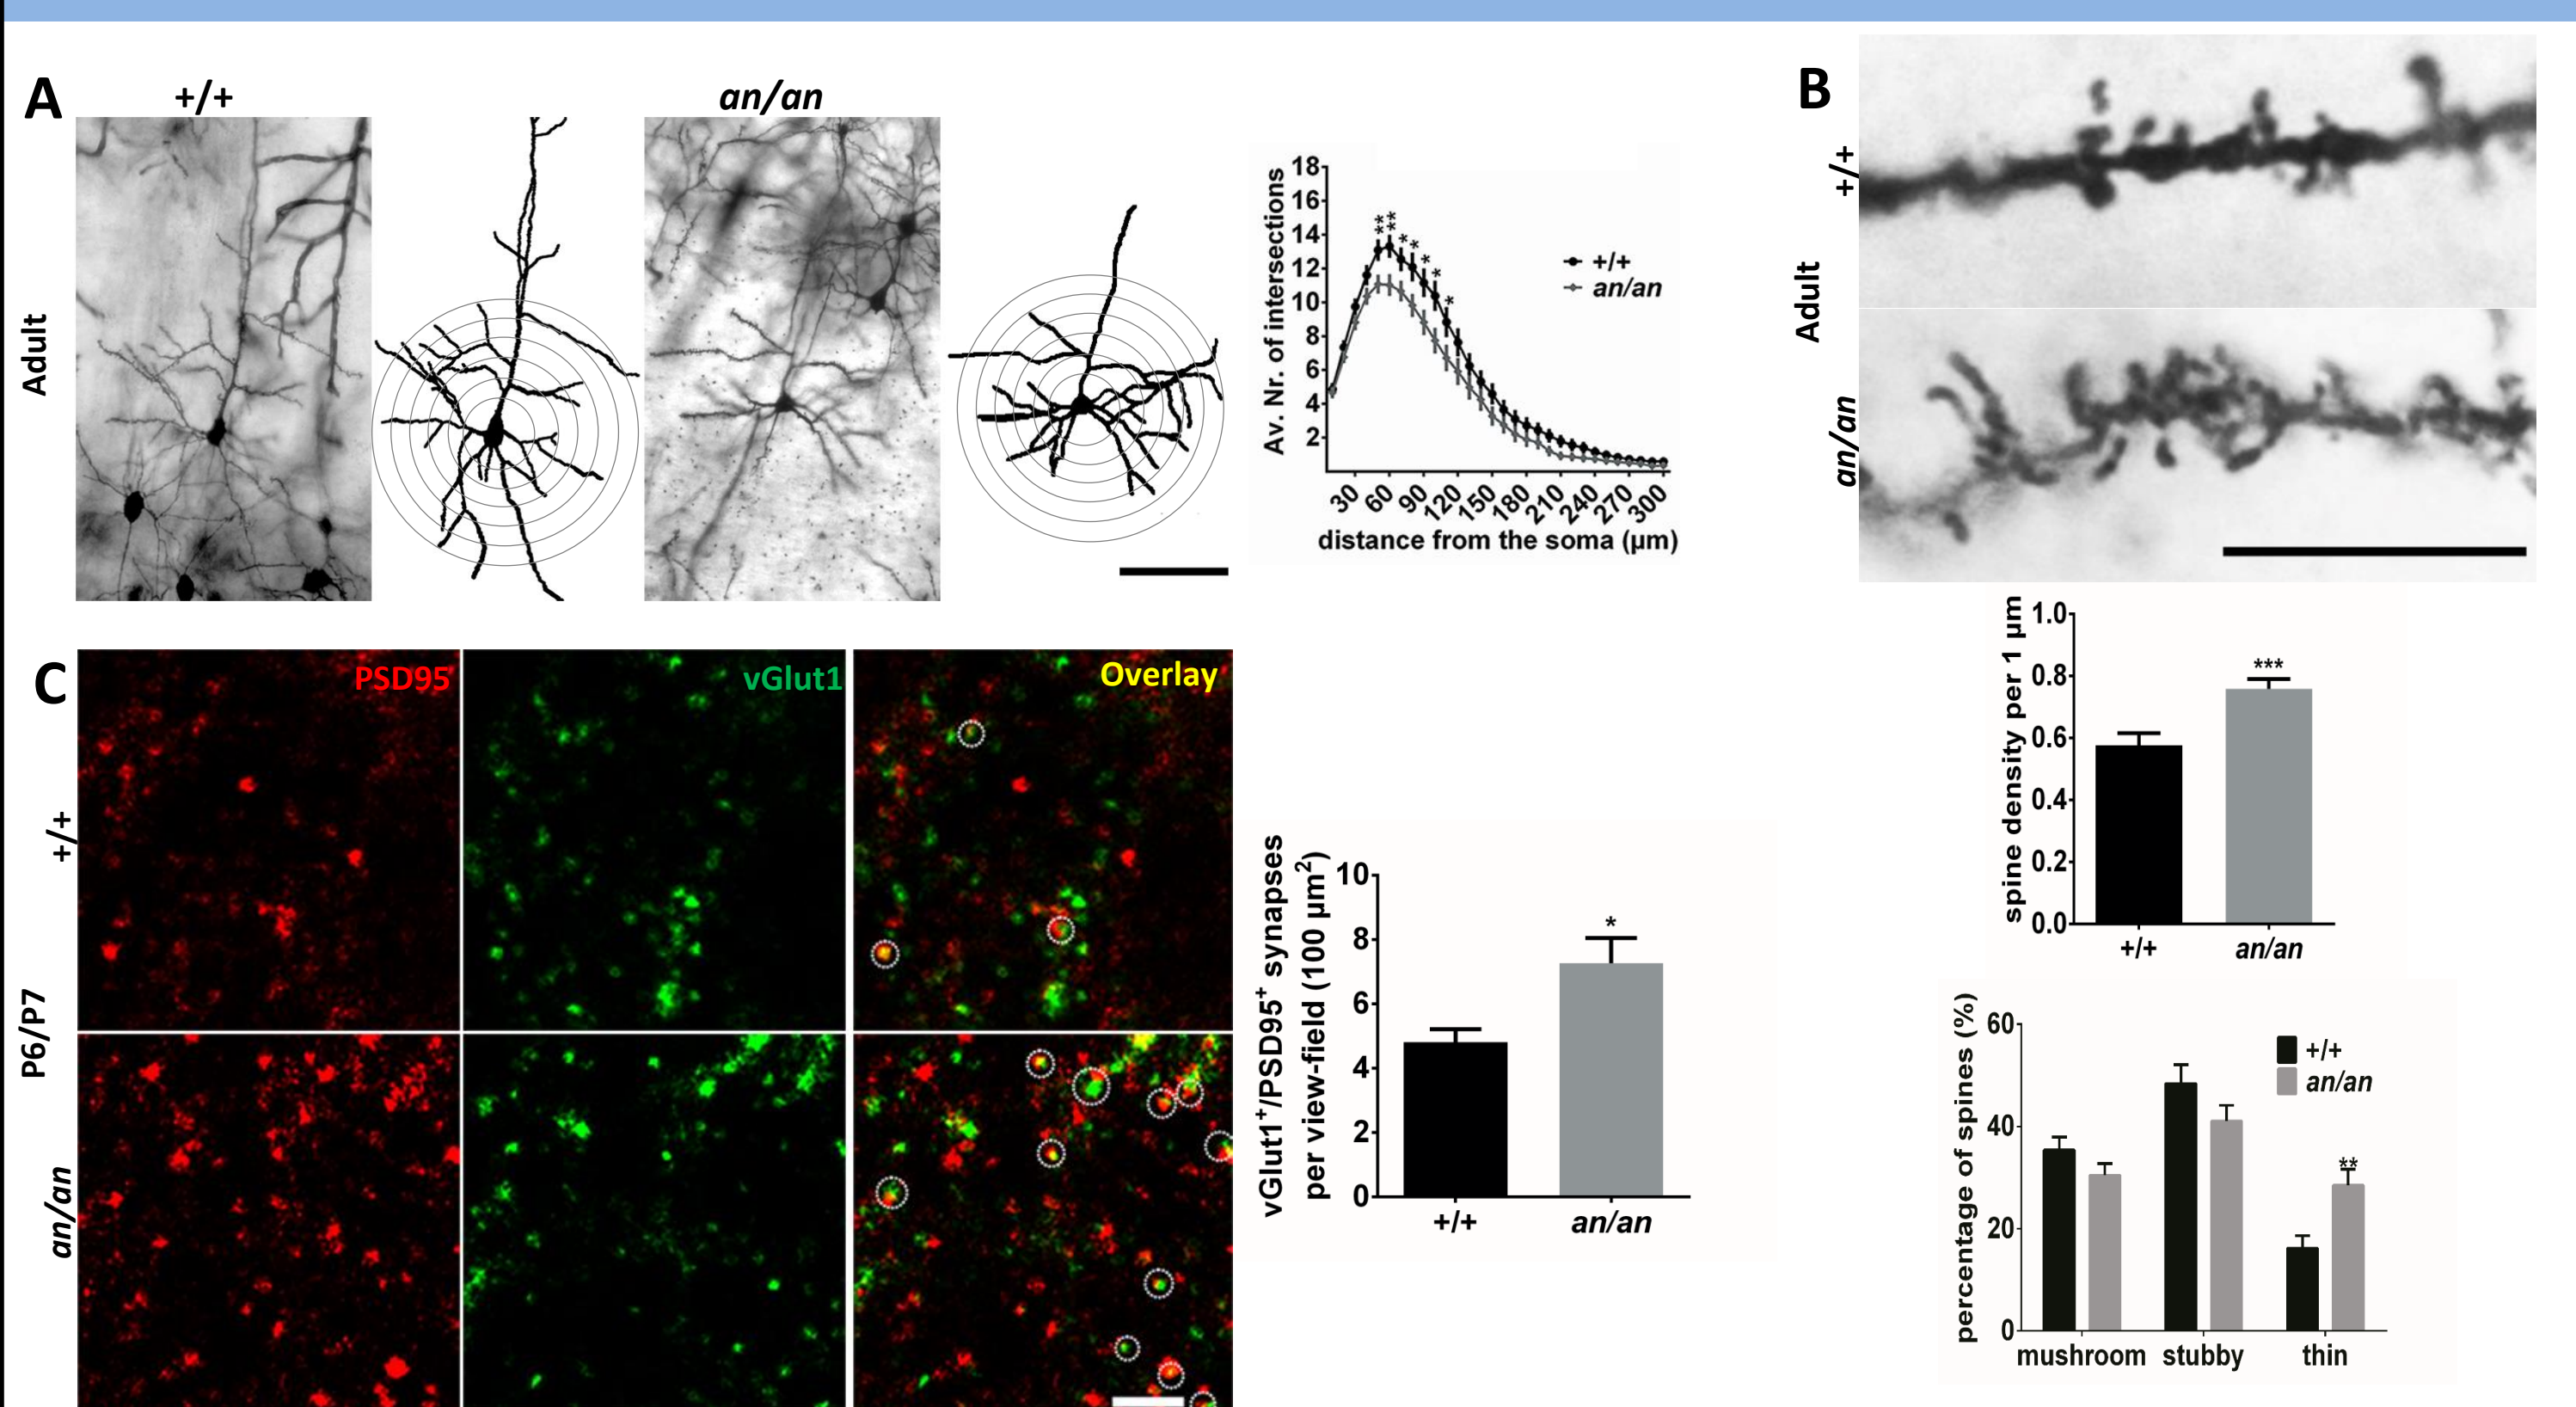 A
+/+
an/an
Adult
18
16
14
12
10
8
6
4
2
Av. Nr. of intersections
**
**
*
*
*
*
*
+/+
an/an
30
60
90
120
150
180
210
240
270
300
distance from the soma (µm)
B
+/+
Adult
an/an
spine density per 1 µm
1.0
0.8
0.6
0.4
0.2
0.0
***
+/+
an/an
percentage of spines (%)
60
40
20
0
+/+
an/an
**
mushroom
stubby
thin
C
PSD95
vGlut1
Overlay
+/+
P6/P7
an/an
vGlut1⁺/PSD95⁺ synapses
per view-field (100 µm²)
10
8
6
4
2
0
*
+/+
an/an